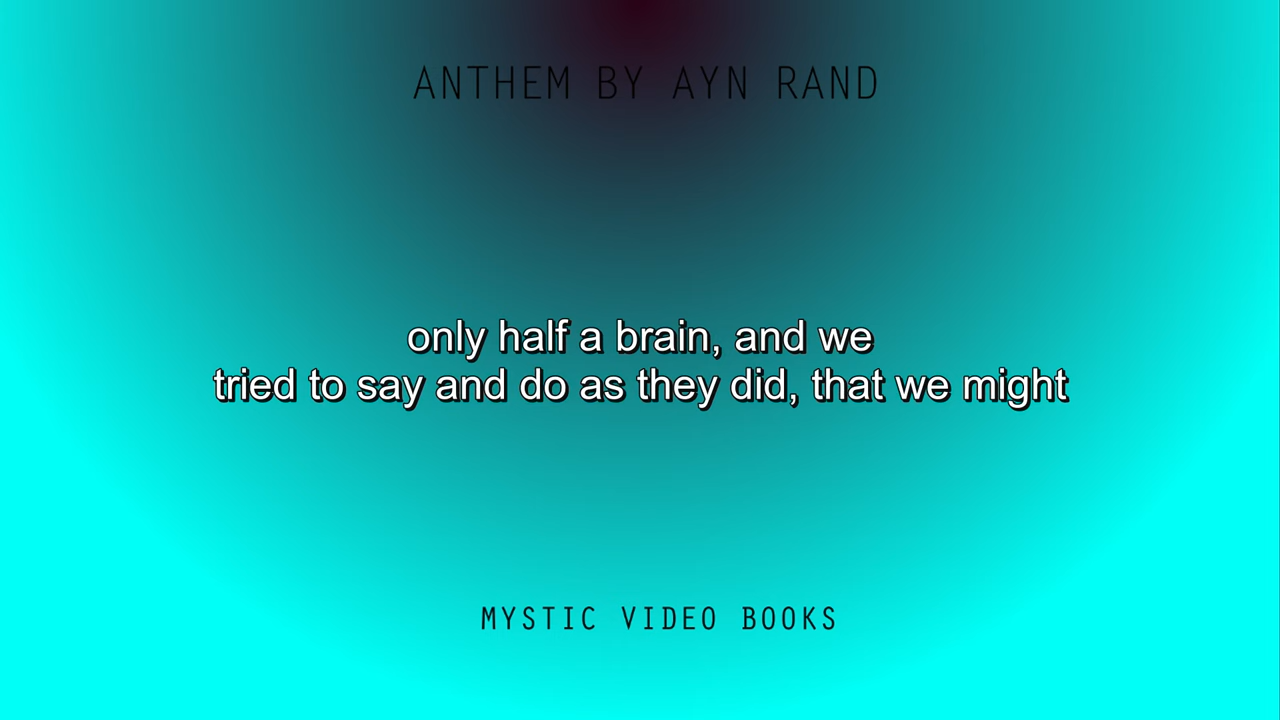 ANTHEM BY AYN RAND
only half a brain, and we
tried to say and do as they did, that we might
MYSTIC VIDEO BOOKS